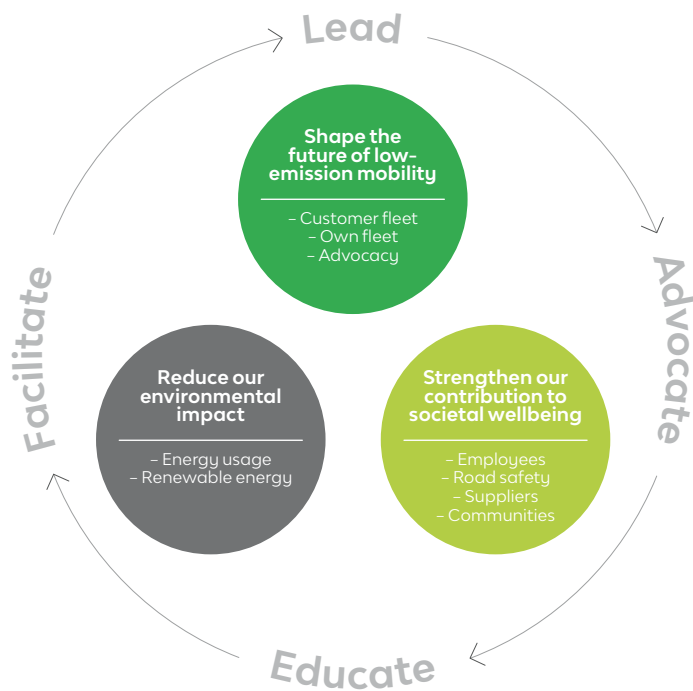 Lead
Shape the
future of low-
emission mobility
– Customer fleet
– Own fleet
– Advocacy
Advocate
Facilitate
Reduce our
environmental
impact
– Energy usage
– Renewable energy
Strengthen our
contribution to
societal wellbeing
– Employees
– Road safety
– Suppliers
– Communities
Educate